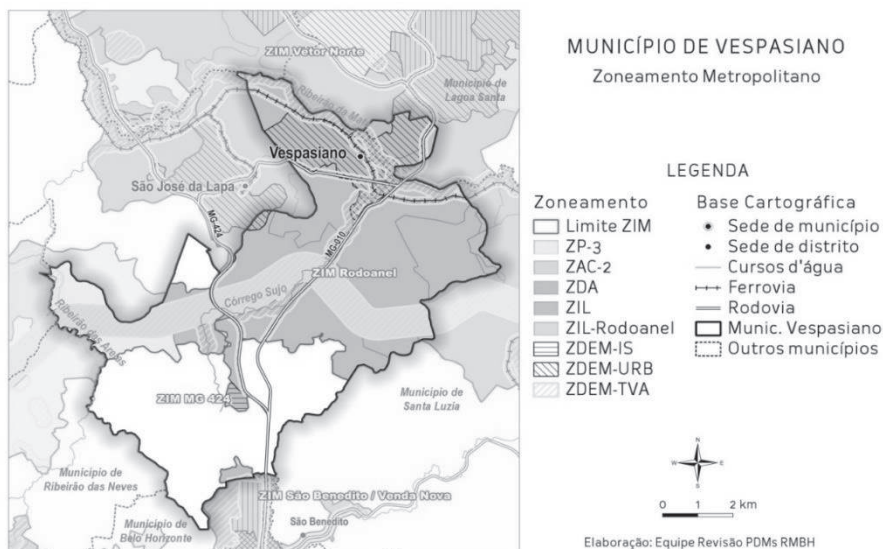 ZIM Vetor Norte
Município de
Lagoa Santa
Ribeirão da Ma
Vespasiano
São José da Lapa
MG-424
MG-010
ZIM Rodoanel
Córrego Sujo
Ribeirão das Areias
ZIM MG 424
Município de
Santa Luzia
Município de
Ribeirão das Neves
ZIM São Benedito / Venda Nova
São Benedito
Município de
Belo Horizonte
MUNICÍPIO DE VESPASIANO
Zoneamento Metropolitano
LEGENDA
Zoneamento
Limite ZIM
ZP-3
ZAC-2
ZDA
ZIL
ZIL-Rodoanel
ZDEM-IS
ZDEM-URB
ZDEM-TVA
Base Cartográfica
Sede de município
Sede de distrito
Cursos d'água
Ferrovia
Rodovia
Munic. Vespasiano
Outros municípios
N
W
E
S
0 1 2 km
Elaboração: Equipe Revisão PDMs RMBH